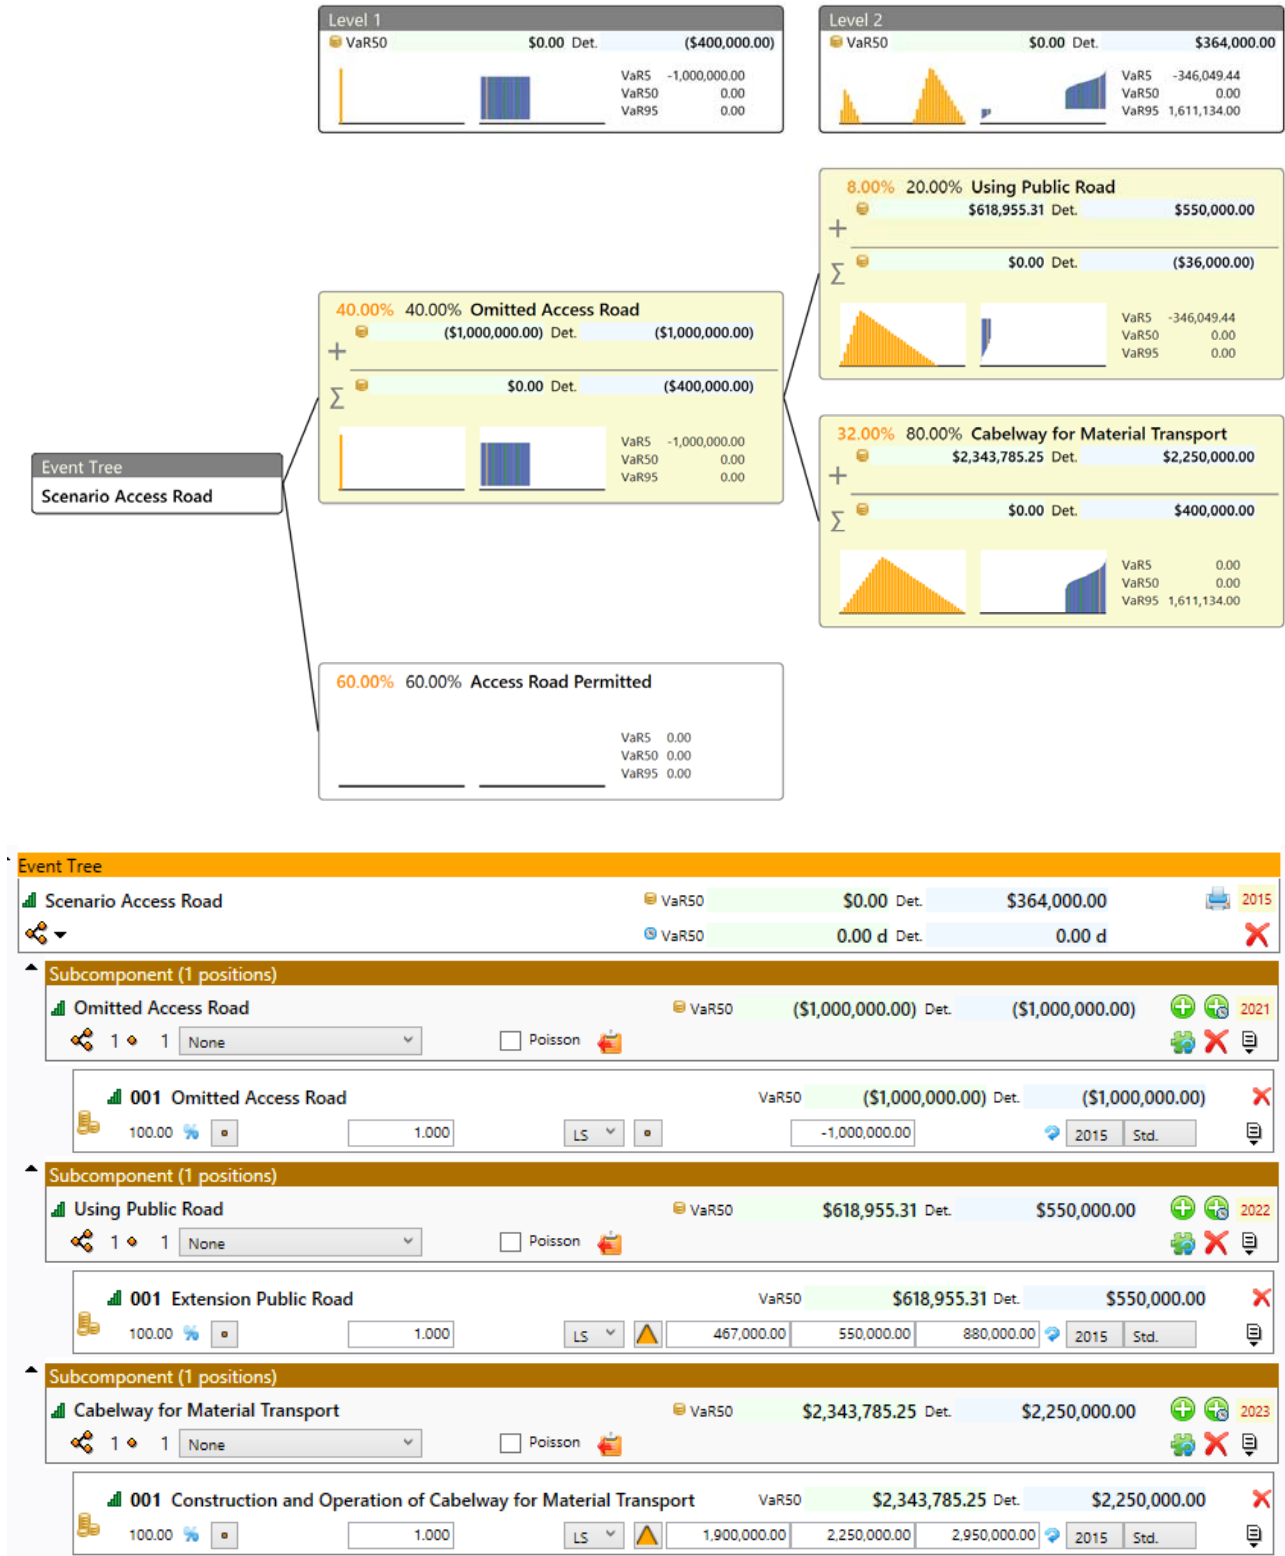 Level 1
VaR50 $0.00 Det. ($400,000.00)
VaR5 -1,000,000.00
VaR50 0.00
VaR95 0.00
Level 2
VaR50 $0.00 Det. $364,000.00
VaR5 -346,049.44
VaR50 0.00
VaR95 1,611,134.00
8.00% 20.00% Using Public Road
$618,955.31 Det. $550,000.00
+
Σ $0.00 Det. ($36,000.00)
VaR5 -346,049.44
VaR50 0.00
VaR95 0.00
40.00% 40.00% Omitted Access Road
($1,000,000.00) Det. ($1,000,000.00)
+
Σ $0.00 Det. ($400,000.00)
VaR5 -1,000,000.00
VaR50 0.00
VaR95 0.00
32.00% 80.00% Cabelway for Material Transport
$2,343,785.25 Det. $2,250,000.00
+
Σ $0.00 Det. $400,000.00
VaR5 0.00
VaR50 0.00
VaR95 1,611,134.00
Event Tree
Scenario Access Road
60.00% 60.00% Access Road Permitted
VaR5 0.00
VaR50 0.00
VaR95 0.00
Event Tree
Scenario Access Road VaR50 $0.00 Det. $364,000.00 2015
VaR50 0.00 d Det. 0.00 d
Subcomponent (1 positions)
Omitted Access Road VaR50 ($1,000,000.00) Det. ($1,000,000.00) 2021
1 1 None Poisson
001 Omitted Access Road VaR50 ($1,000,000.00) Det. ($1,000,000.00)
100.00 % 1.000 LS -1,000,000.00 2015 Std.
Subcomponent (1 positions)
Using Public Road VaR50 $618,955.31 Det. $550,000.00 2022
1 1 None Poisson
001 Extension Public Road VaR50 $618,955.31 Det. $550,000.00
100.00 % 1.000 LS 467,000.00 550,000.00 880,000.00 2015 Std.
Subcomponent (1 positions)
Cabelway for Material Transport VaR50 $2,343,785.25 Det. $2,250,000.00 2023
1 1 None Poisson
001 Construction and Operation of Cabelway for Material Transport VaR50 $2,343,785.25 Det. $2,250,000.00
100.00 % 1.000 LS 1,900,000.00 2,250,000.00 2,950,000.00 2015 Std.